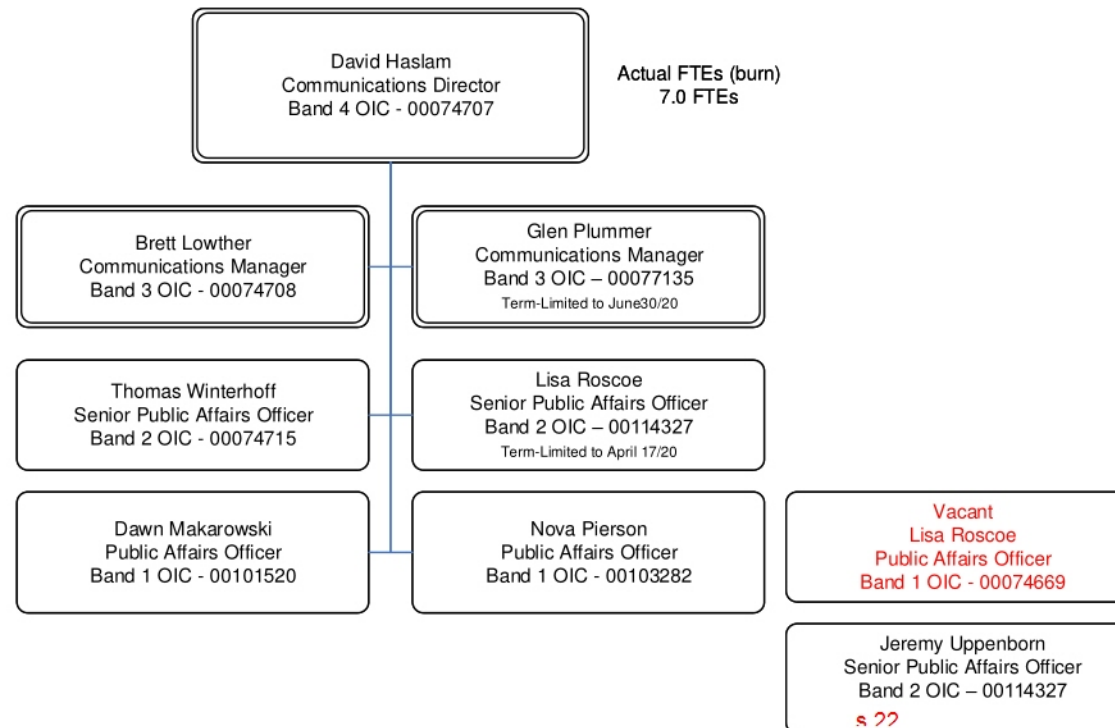 David Haslam
Communications Director
Band 4 OIC - 00074707
Actual FTEs (burn)
7.0 FTEs
Brett Lowther
Communications Manager
Band 3 OIC - 00074708
Glen Plummer
Communications Manager
Band 3 OIC – 00077135
Term-Limited to June30/20
Thomas Winterhoff
Senior Public Affairs Officer
Band 2 OIC - 00074715
Lisa Roscoe
Senior Public Affairs Officer
Band 2 OIC – 00114327
Term-Limited to April 17/20
Dawn Makarowski
Public Affairs Officer
Band 1 OIC - 00101520
Nova Pierson
Public Affairs Officer
Band 1 OIC - 00103282
Vacant
Lisa Roscoe
Public Affairs Officer
Band 1 OIC - 00074669
Jeremy Uppenborn
Senior Public Affairs Officer
Band 2 OIC – 00114327
s.22